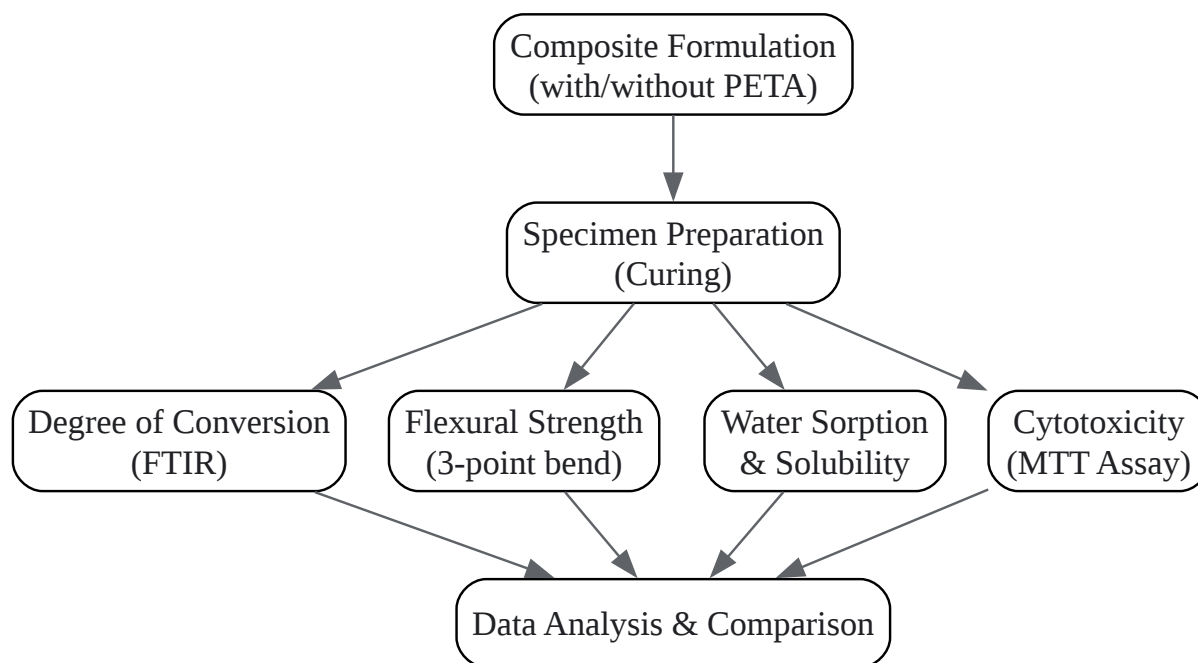 Composite Formulation
(with/without PETA)
Specimen Preparation
(Curing)
Degree of Conversion
(FTIR)
Flexural Strength
(3-point bend)
Water Sorption
& Solubility
Cytotoxicity
(MTT Assay)
Data Analysis & Comparison